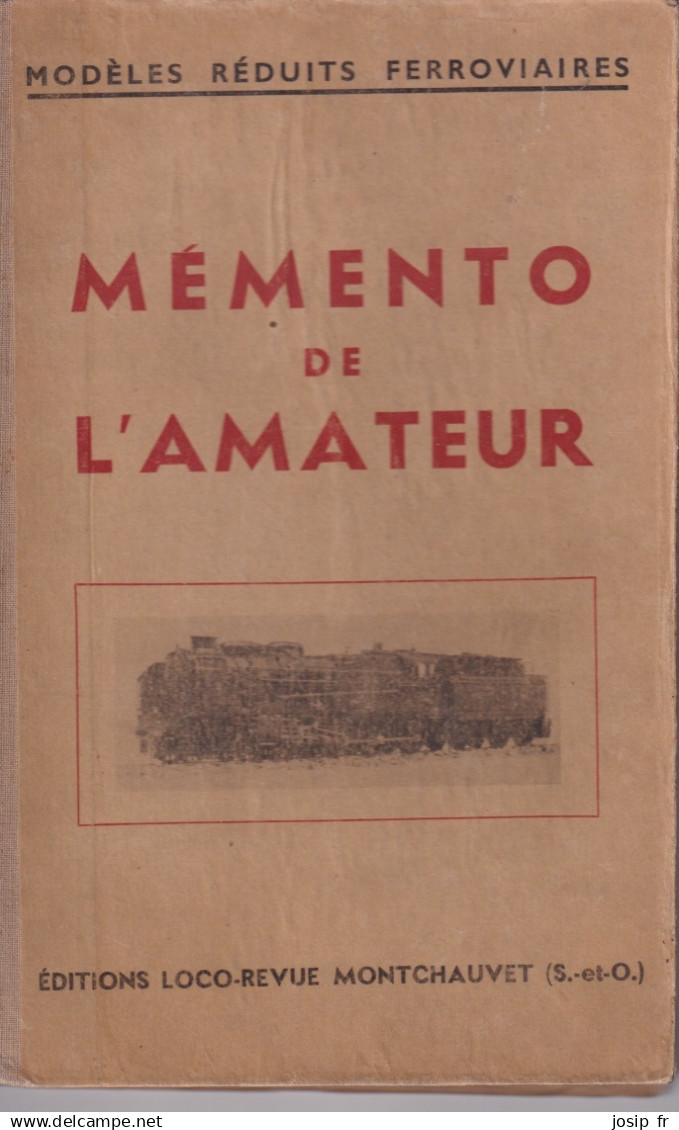 MODÈLES RÉDUITS FERROVIAIRES
MÉMENTO
DE
L'AMATEUR
ÉDITIONS LOCO-REVUE MONTCHAUVET (S.-et-O.)
www.delcampe.net
josip fr